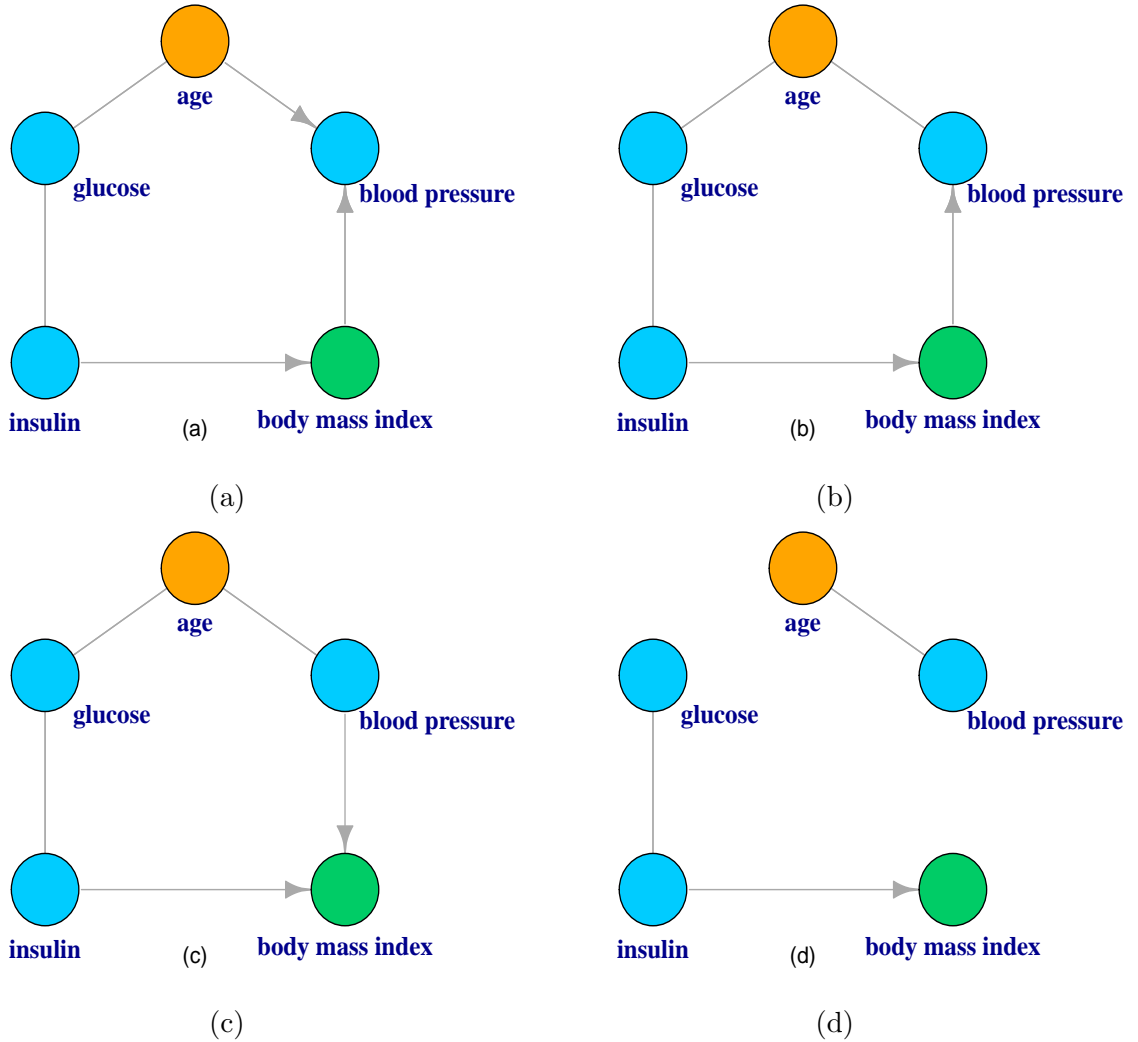 age
age
glucose
blood pressure
glucose
blood pressure
insulin
(a)
body mass index
insulin
(b)
body mass index
(a)
(b)
age
age
glucose
blood pressure
glucose
blood pressure
insulin
(c)
body mass index
insulin
(d)
body mass index
(c)
(d)